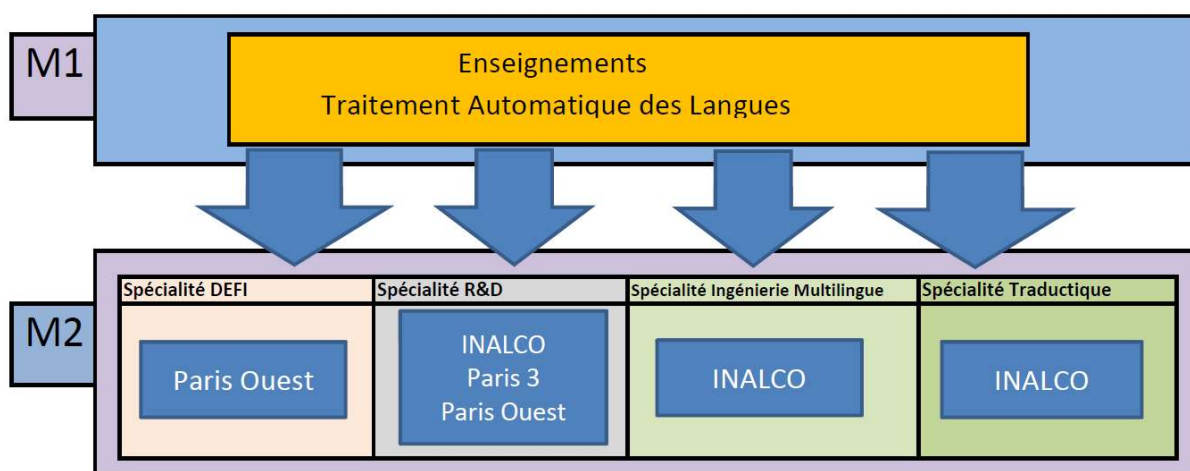 M1
Enseignements
Traitement Automatique des Langues
M2
Spécialité DEFI
Spécialité R&D
Spécialité Ingénierie Multilingue
Spécialité Traductique
Paris Ouest
INALCO
Paris 3
Paris Ouest
INALCO
INALCO